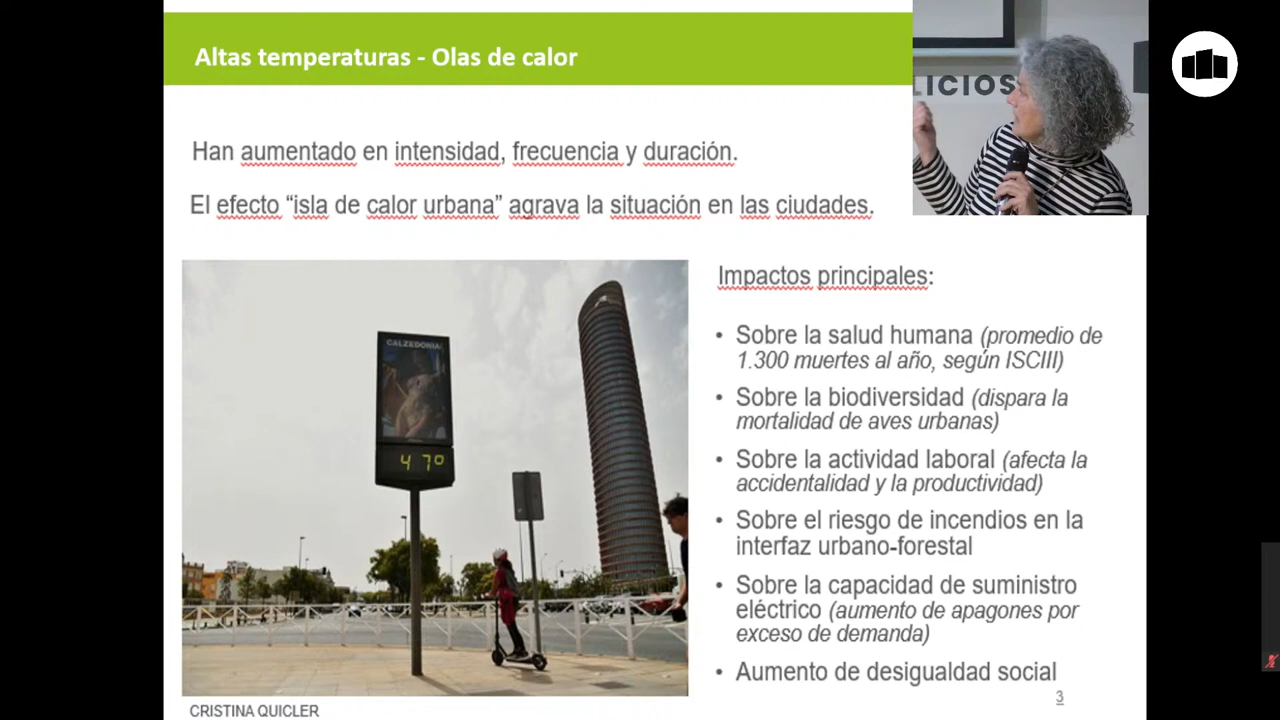 Altas temperaturas - Olas de calor
LICIOS
Han aumentado en intensidad, frecuencia y duración.
El efecto “isla de calor urbana” agrava la situación en las ciudades.
CALZEDONIA
47º
Impactos principales:
• Sobre la salud humana (promedio de
1.300 muertes al año, según ISCIII)
• Sobre la biodiversidad (dispara la
mortalidad de aves urbanas)
• Sobre la actividad laboral (afecta la
accidentalidad y la productividad)
• Sobre el riesgo de incendios en la
interfaz urbano-forestal
• Sobre la capacidad de suministro
eléctrico (aumento de apagones por
exceso de demanda)
• Aumento de desigualdad social
3
CRISTINA QUICLER